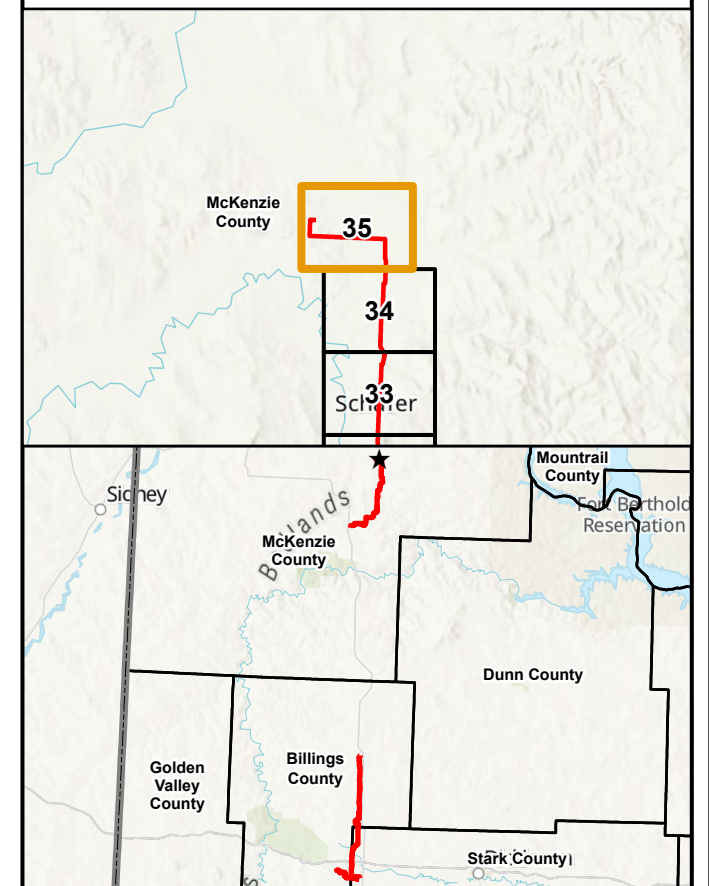 McKenzie
County
35
34
33
Mountrail
County
Sidney
Fort Berthold
Reservation
Badlands
McKenzie
County
Dunn County
Billings
County
Golden
Valley
County
Stark County